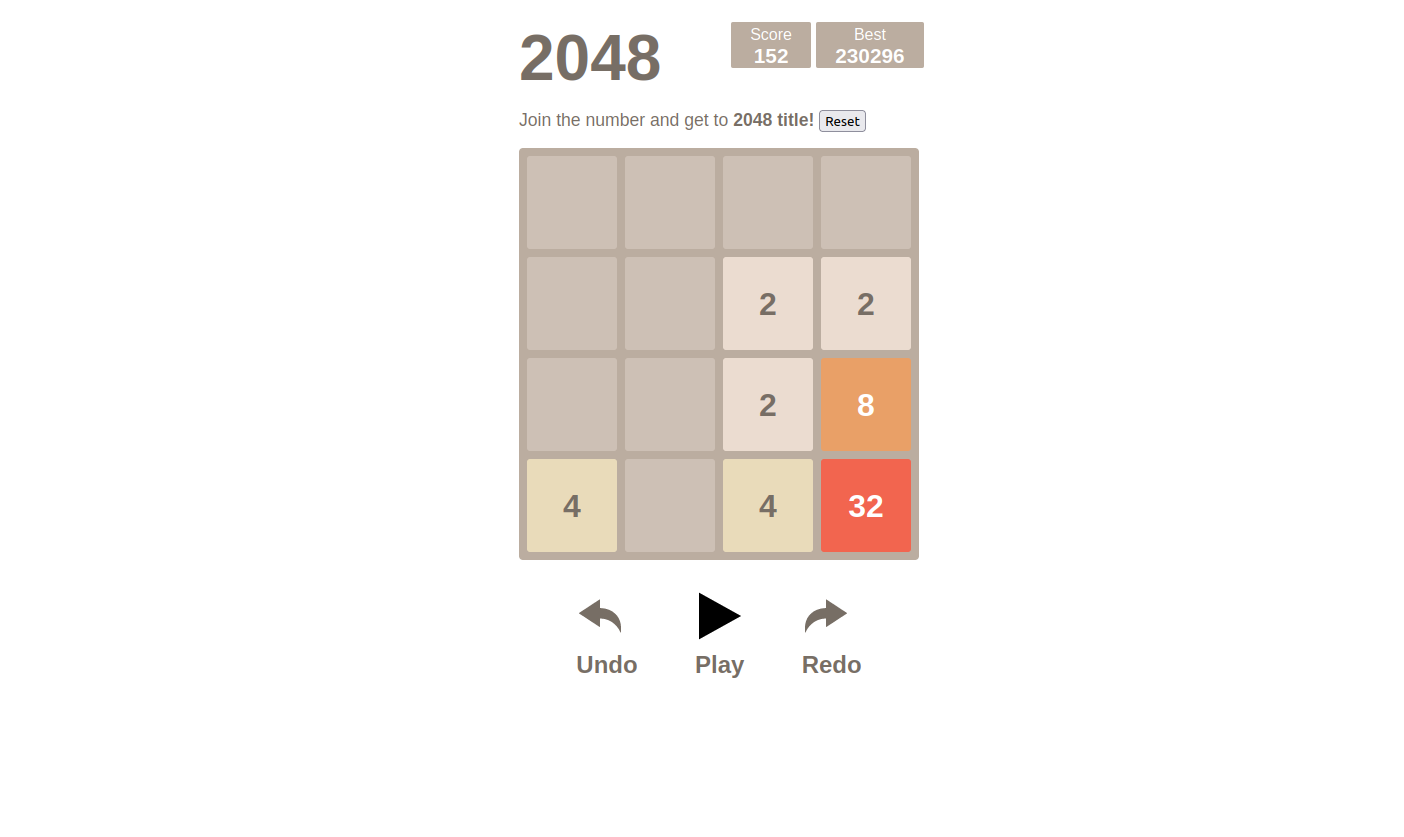 2048
Score
152
Best
230296
Join the number and get to 2048 title! Reset
2 2
2 8
4 4 32
Undo Play Redo